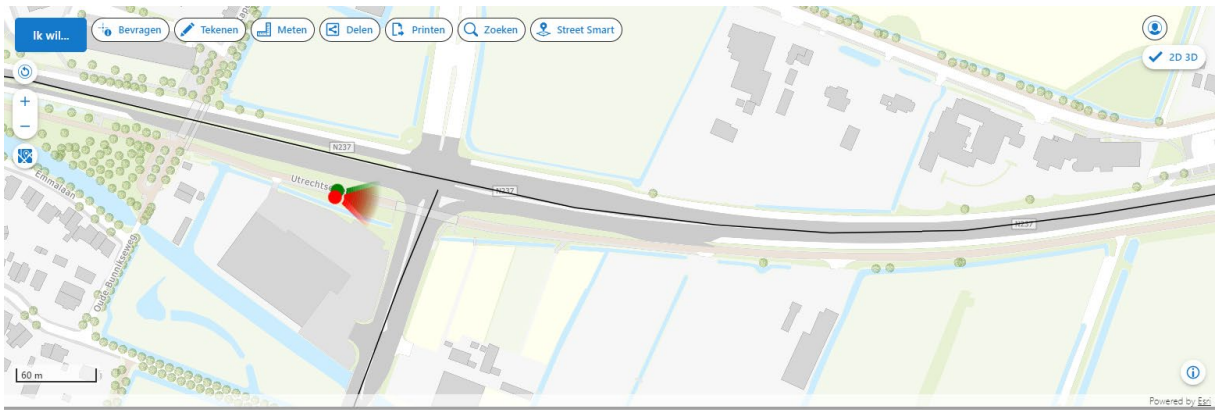 Ik wil...
Bevragen
Tekenen
Meten
Delen
Printen
Zoeken
Street Smart
2D 3D
N237
Utrechtse
N237
N237
Emmalaan
Oude Bunnikseweg
60 m
Powered by Esri